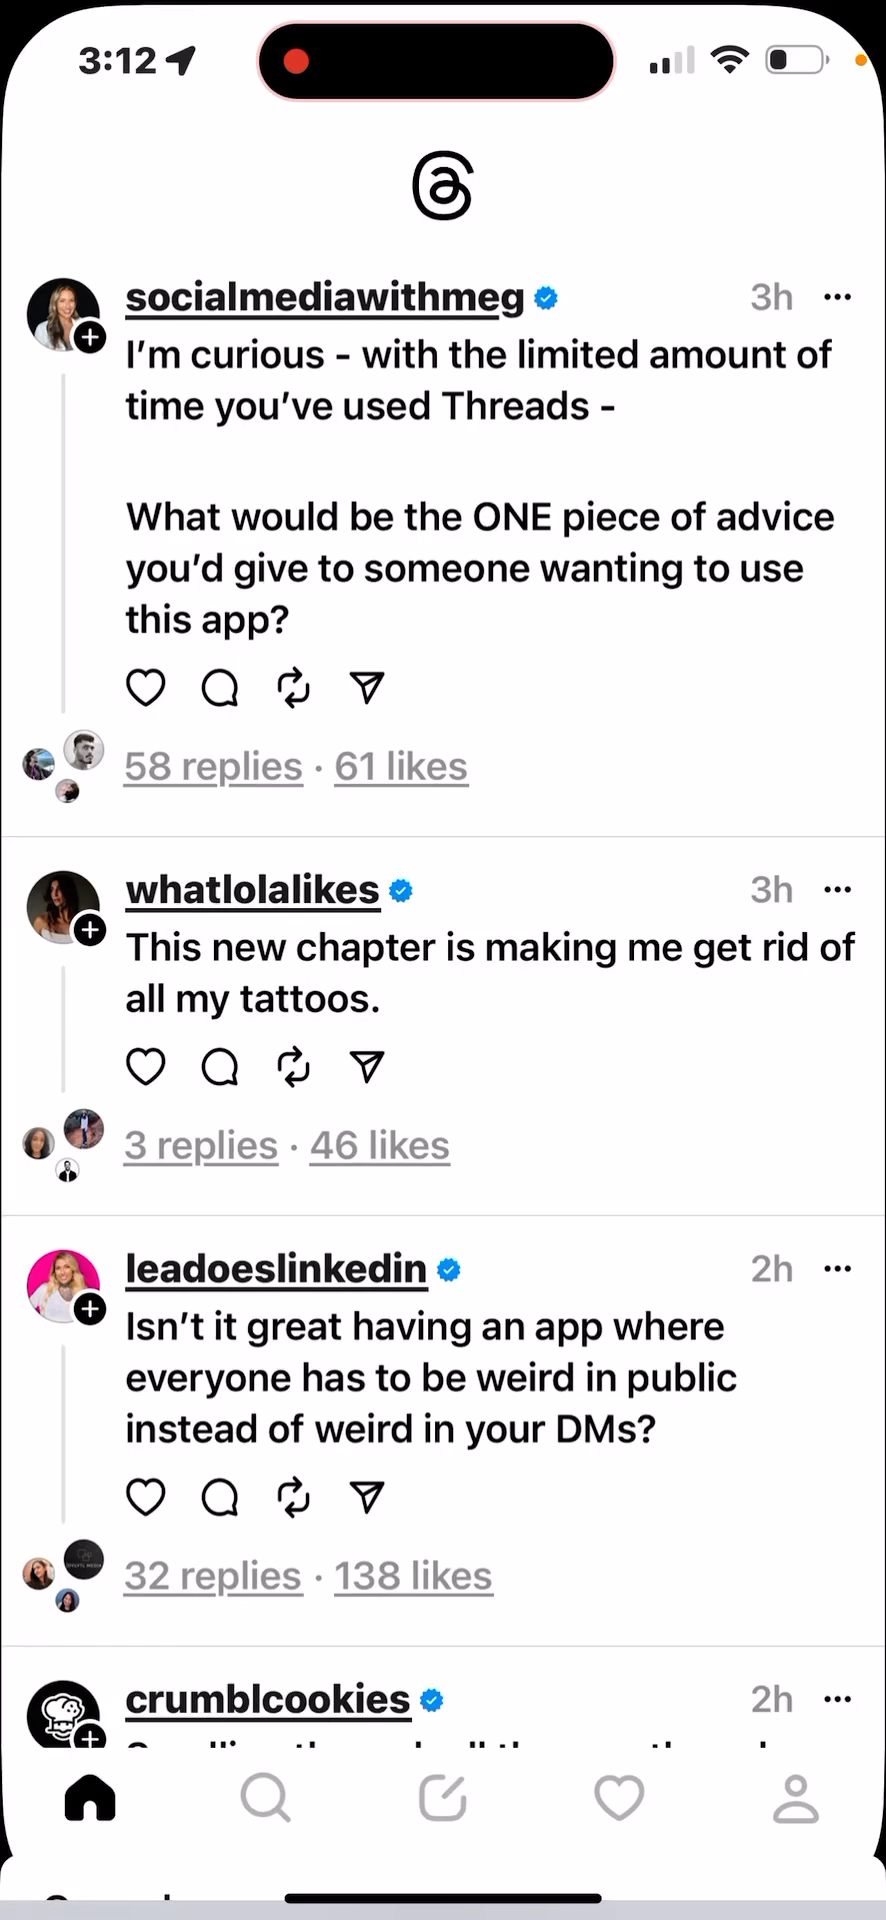 3:12
socialmediawithmeg
3h
I'm curious - with the limited amount of
time you've used Threads -
What would be the ONE piece of advice
you'd give to someone wanting to use
this app?
58 replies · 61 likes
whatlolalikes
3h
This new chapter is making me get rid of
all my tattoos.
3 replies · 46 likes
leadoeslinkedin
2h
Isn't it great having an app where
everyone has to be weird in public
instead of weird in your DMs?
32 replies · 138 likes
crumblcookies
2h